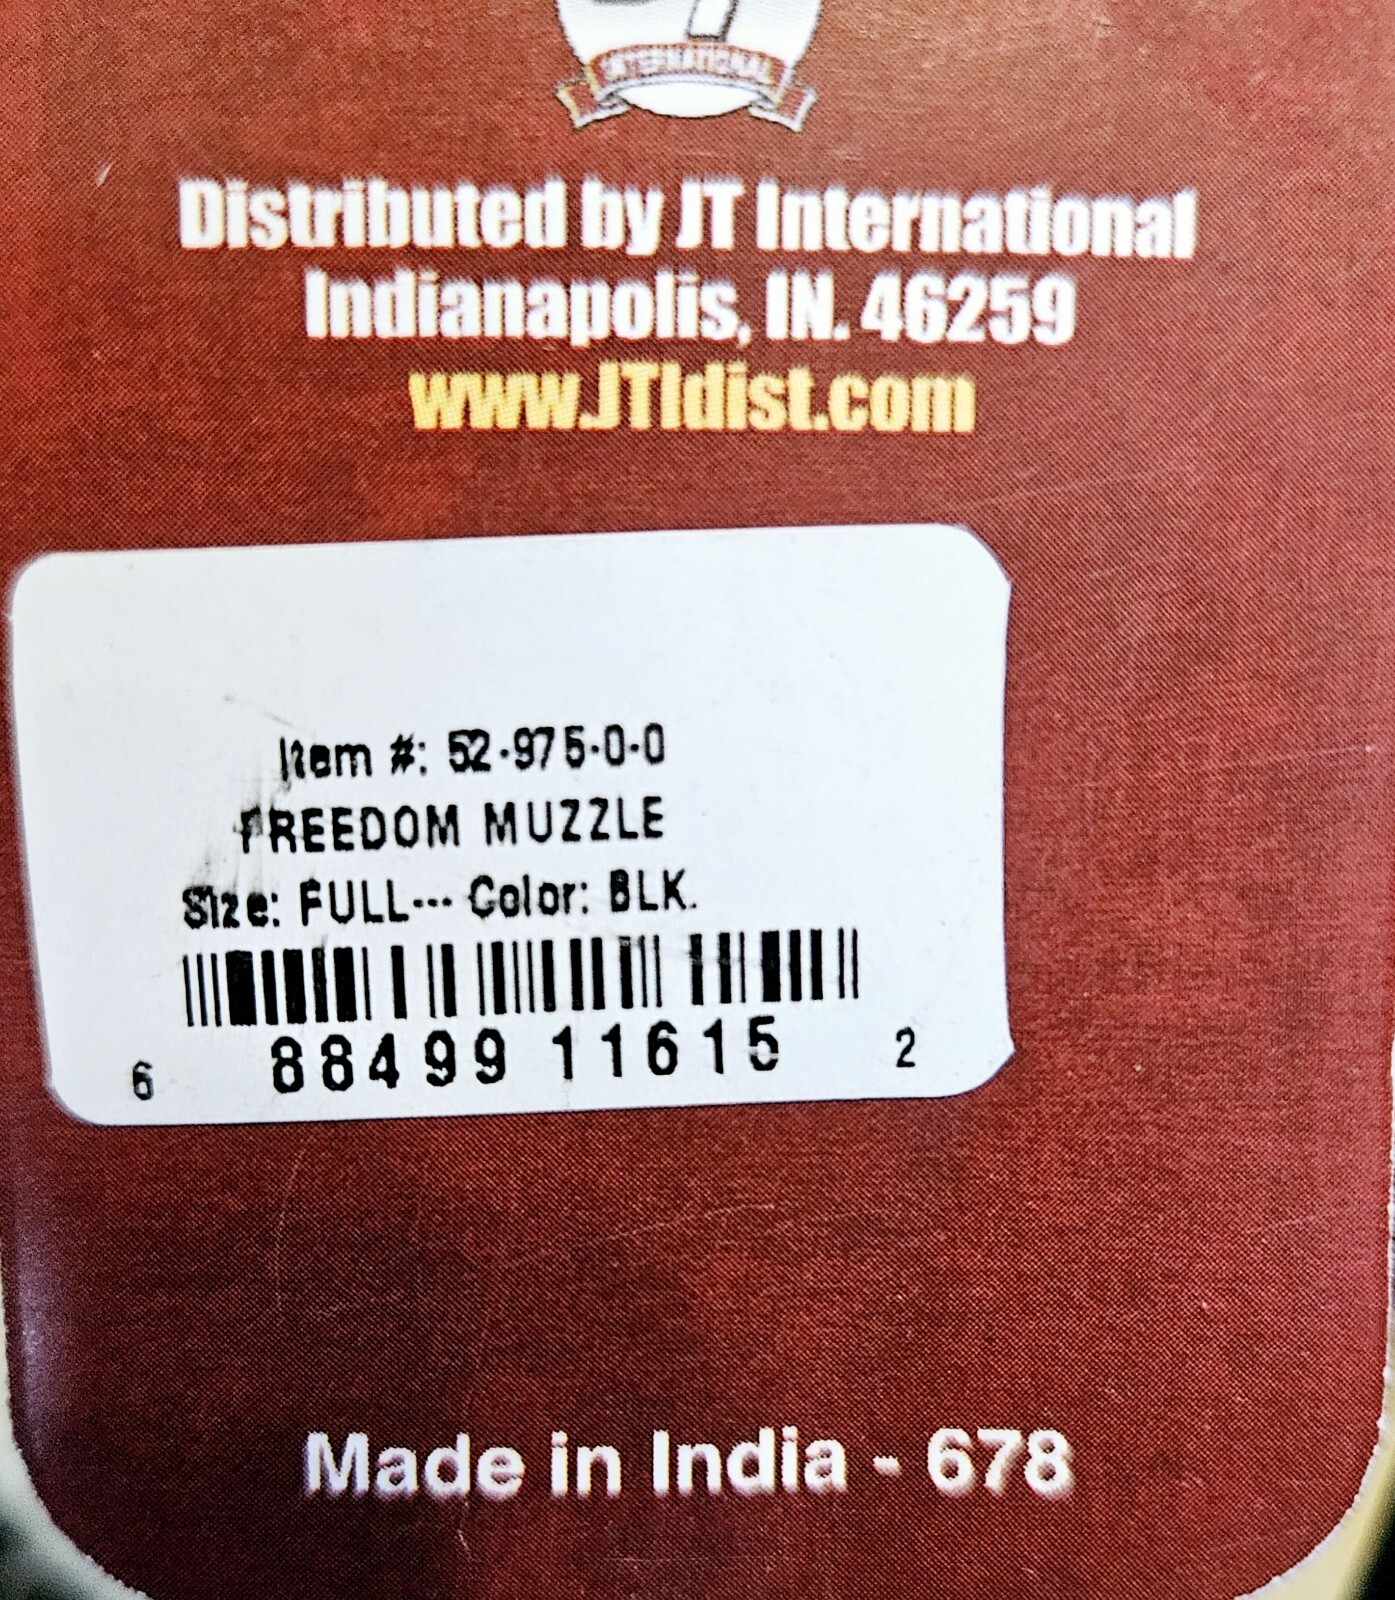 INTERNATIONAL
Distributed by JT International
Indianapolis, IN. 46259
www.JTIdist.com
Item #: 52-975-0-0
FREEDOM MUZZLE
Size: FULL--- Color: BLK.
6 88499 11615 2
Made in India - 678